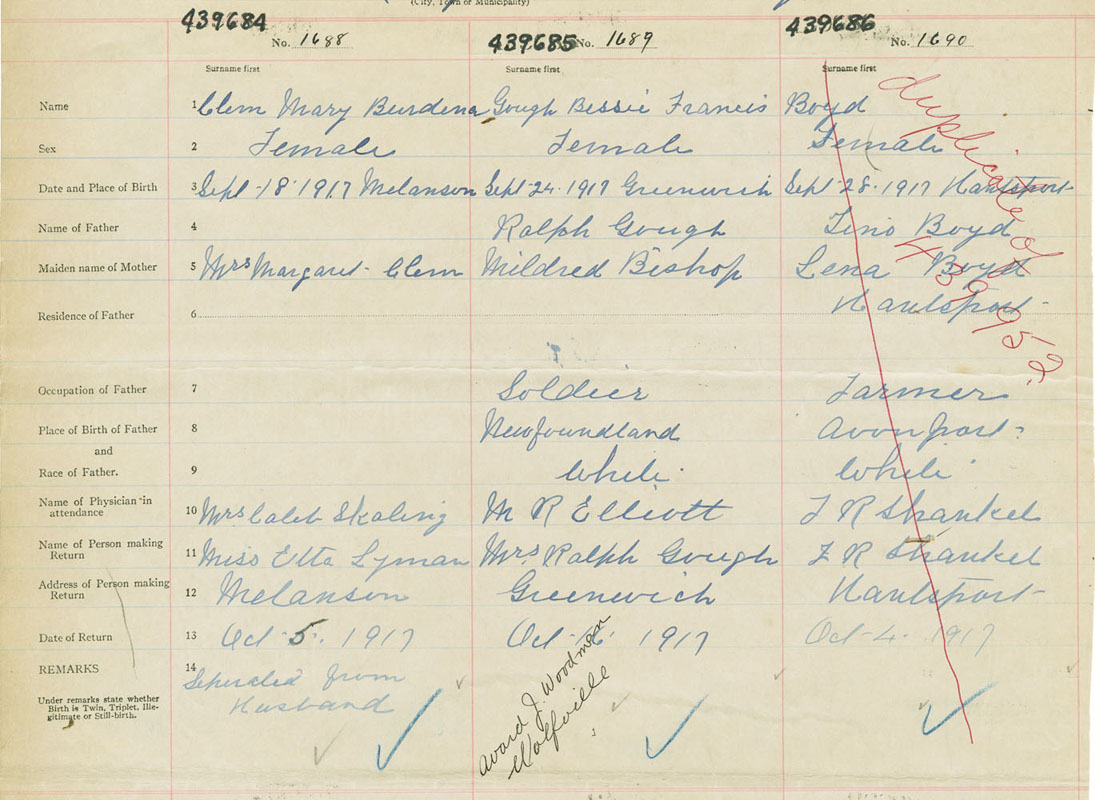 (City, Town or Municipality)
439684 No. 1688 439685 No. 1689 439686 No. 1690
Surname first Surname first Surname first
Name 1 Clem Mary Burdena Gough Bessie Francis Boyd
Sex 2 Female Female Female
Date and Place of Birth 3 Sept-18-1917 Melanson Sept-24-1917 Greenwich Sept-28-1917 Hantsport
Name of Father 4 Ralph Gough Boyd
Maiden name of Mother 5 Mrs Margaret Clem Mildred Bishop Lena Boyd
Residence of Father 6 Hantsport
Occupation of Father 7 Soldier Farmer
Place of Birth of Father 8 Newfoundland Avonport
and
Race of Father. 9 White White
Name of Physician in attendance 10 Mrs Caleb Skaling M R Elliott F R Shankel
Name of Person making Return 11 Miss Etta Lyman Mrs. Ralph Gough F R Shankel
Address of Person making Return 12 Melanson Greenwich Hantsport
Date of Return 13 Oct 5. 1917 Oct 1917 Oct-4. 1917
REMARKS 14 Seperated from Husband
Under remarks state whether
Birth is Twin, Triplet, Ille-
gitimate or Still-birth.
Avard J. Woodman
Wolfville
duplicate of
439952.